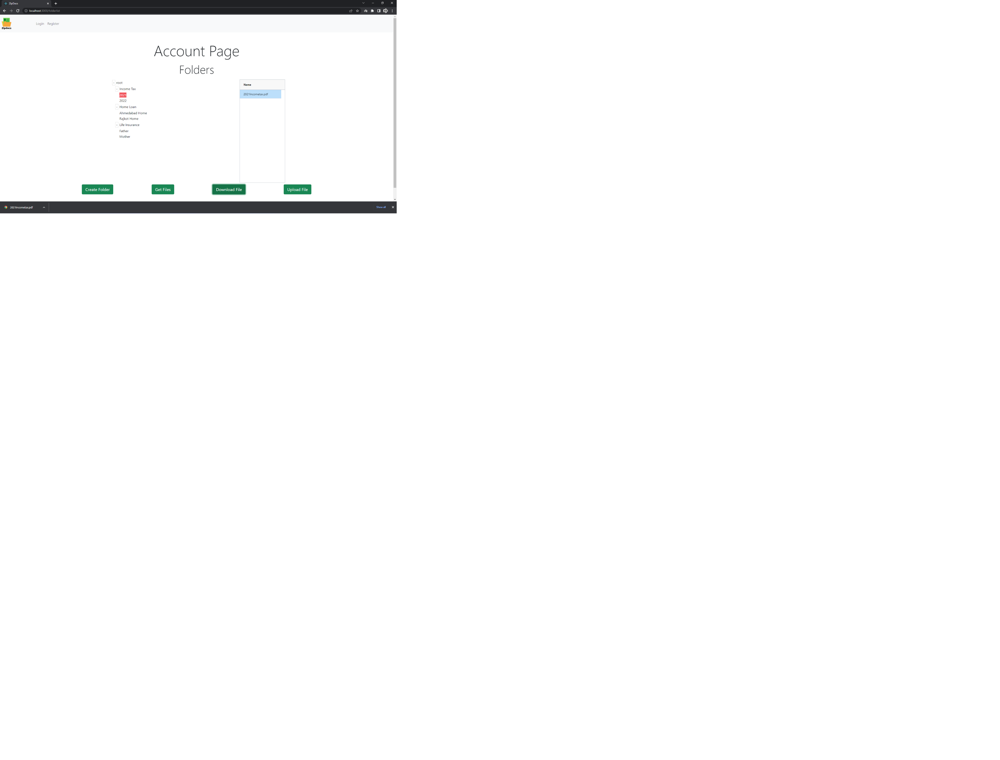 ZipDocs
localhost:3000/folderlist
Zipdocs
Login Register
Account Page
Folders
- root
- Income Tax
2021
2022
- Home Loan
Ahmedabad Home
Rajkot Home
- Life Insurance
Father
Mother
Name
2021Incometax.pdf
Create Folder Get Files Download File Upload File
2021Incometax.pdf Show all